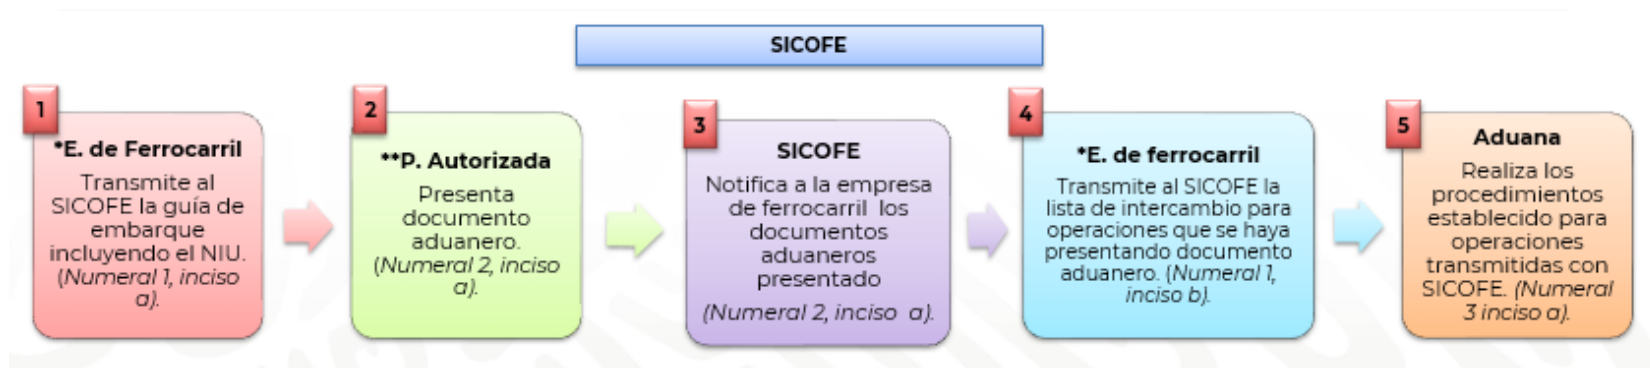 SICOFE
1
*E. de Ferrocarril
Transmite al
SICOFE la guía de
embarque
incluyendo el NIU.
(Numeral 1, inciso
a).
2
**P. Autorizada
Presenta
documento
aduanero.
(Numeral 2, inciso
a).
3
SICOFE
Notifica a la empresa
de ferrocarril los
documentos
aduaneros
presentado
(Numeral 2, inciso a).
4
*E. de ferrocarril
Transmite al SICOFE la
lista de intercambio para
operaciones que se haya
presentando documento
aduanero. (Numeral 1,
inciso b).
5
Aduana
Realiza los
procedimientos
establecido para
operaciones
transmitidas con
SICOFE. (Numeral
3 inciso a).